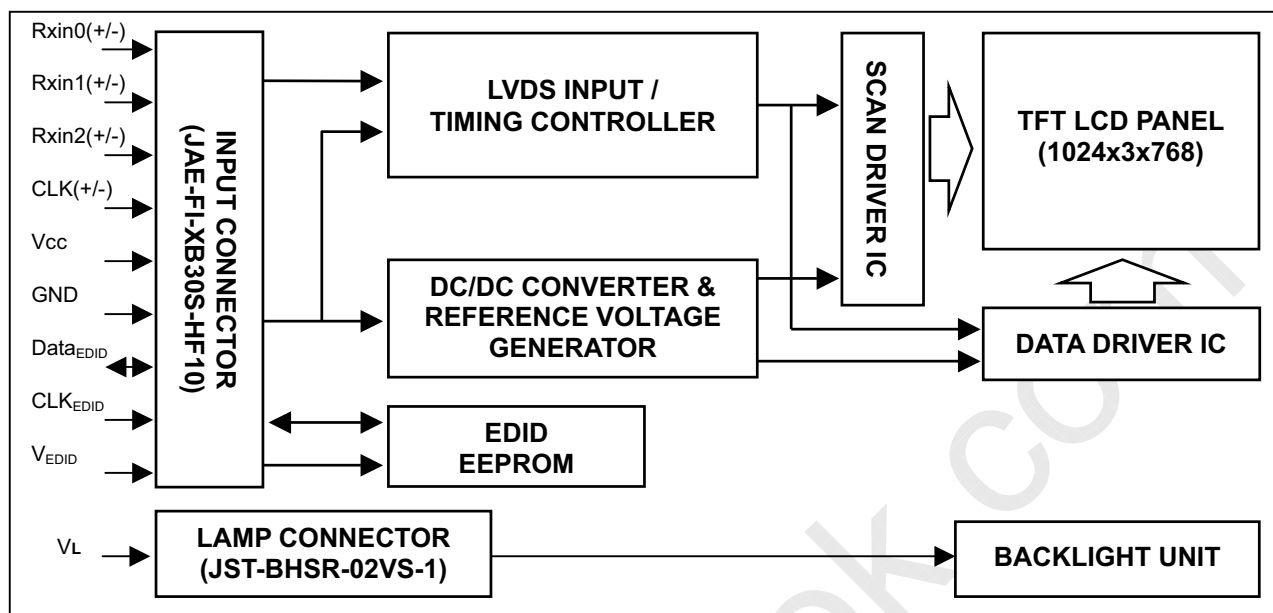 Rxin0(+/-)
Rxin1(+/-)
Rxin2(+/-)
CLK(+/-)
Vcc
GND
DataEDID
CLKEDID
VEDID
VL
INPUT CONNECTOR
(JAE-FI-XB30S-HF10)
LVDS INPUT /
TIMING CONTROLLER
DC/DC CONVERTER &
REFERENCE VOLTAGE
GENERATOR
EDID
EEPROM
LAMP CONNECTOR
(JST-BHSR-02VS-1)
SCAN DRIVER IC
TFT LCD PANEL
(1024x3x768)
DATA DRIVER IC
BACKLIGHT UNIT